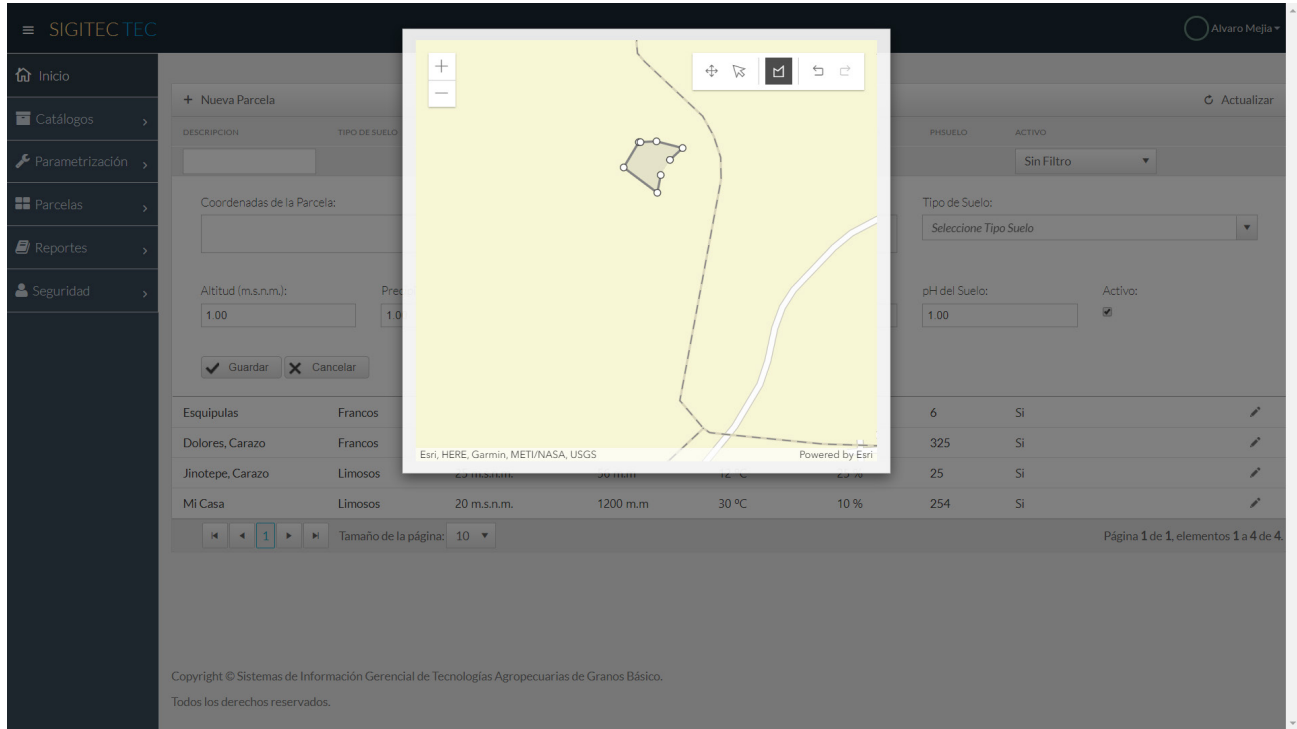 SIGITEC TEC
Alvaro Mejia
Inicio
Catálogos
Parametrización
Parcelas
Reportes
Seguridad
+ Nueva Parcela
Actualizar
DESCRIPCION TIPO DE SUELO PHSUELO ACTIVO
Sin Filtro
Coordenadas de la Parcela: Tipo de Suelo:
Seleccione Tipo Suelo
Altitud (m.s.n.m.): pH del Suelo: Activo:
1.00 1.00
Guardar Cancelar
Esri, HERE, Garmin, METI/NASA, USGS Powered by Esri
Esquipulas Francos 6 Si
Dolores, Carazo Francos 325 Si
Jinotepe, Carazo Limosos 25 m.s.n.m. 25 Si
Mi Casa Limosos 20 m.s.n.m. 1200 m.m 30 ºC 10 % 254 Si
1 Tamaño de la página: 10 Página 1 de 1, elementos 1 a 4 de 4.
Copyright © Sistemas de Información Gerencial de Tecnologías Agropecuarias de Granos Básico.
Todos los derechos reservados.